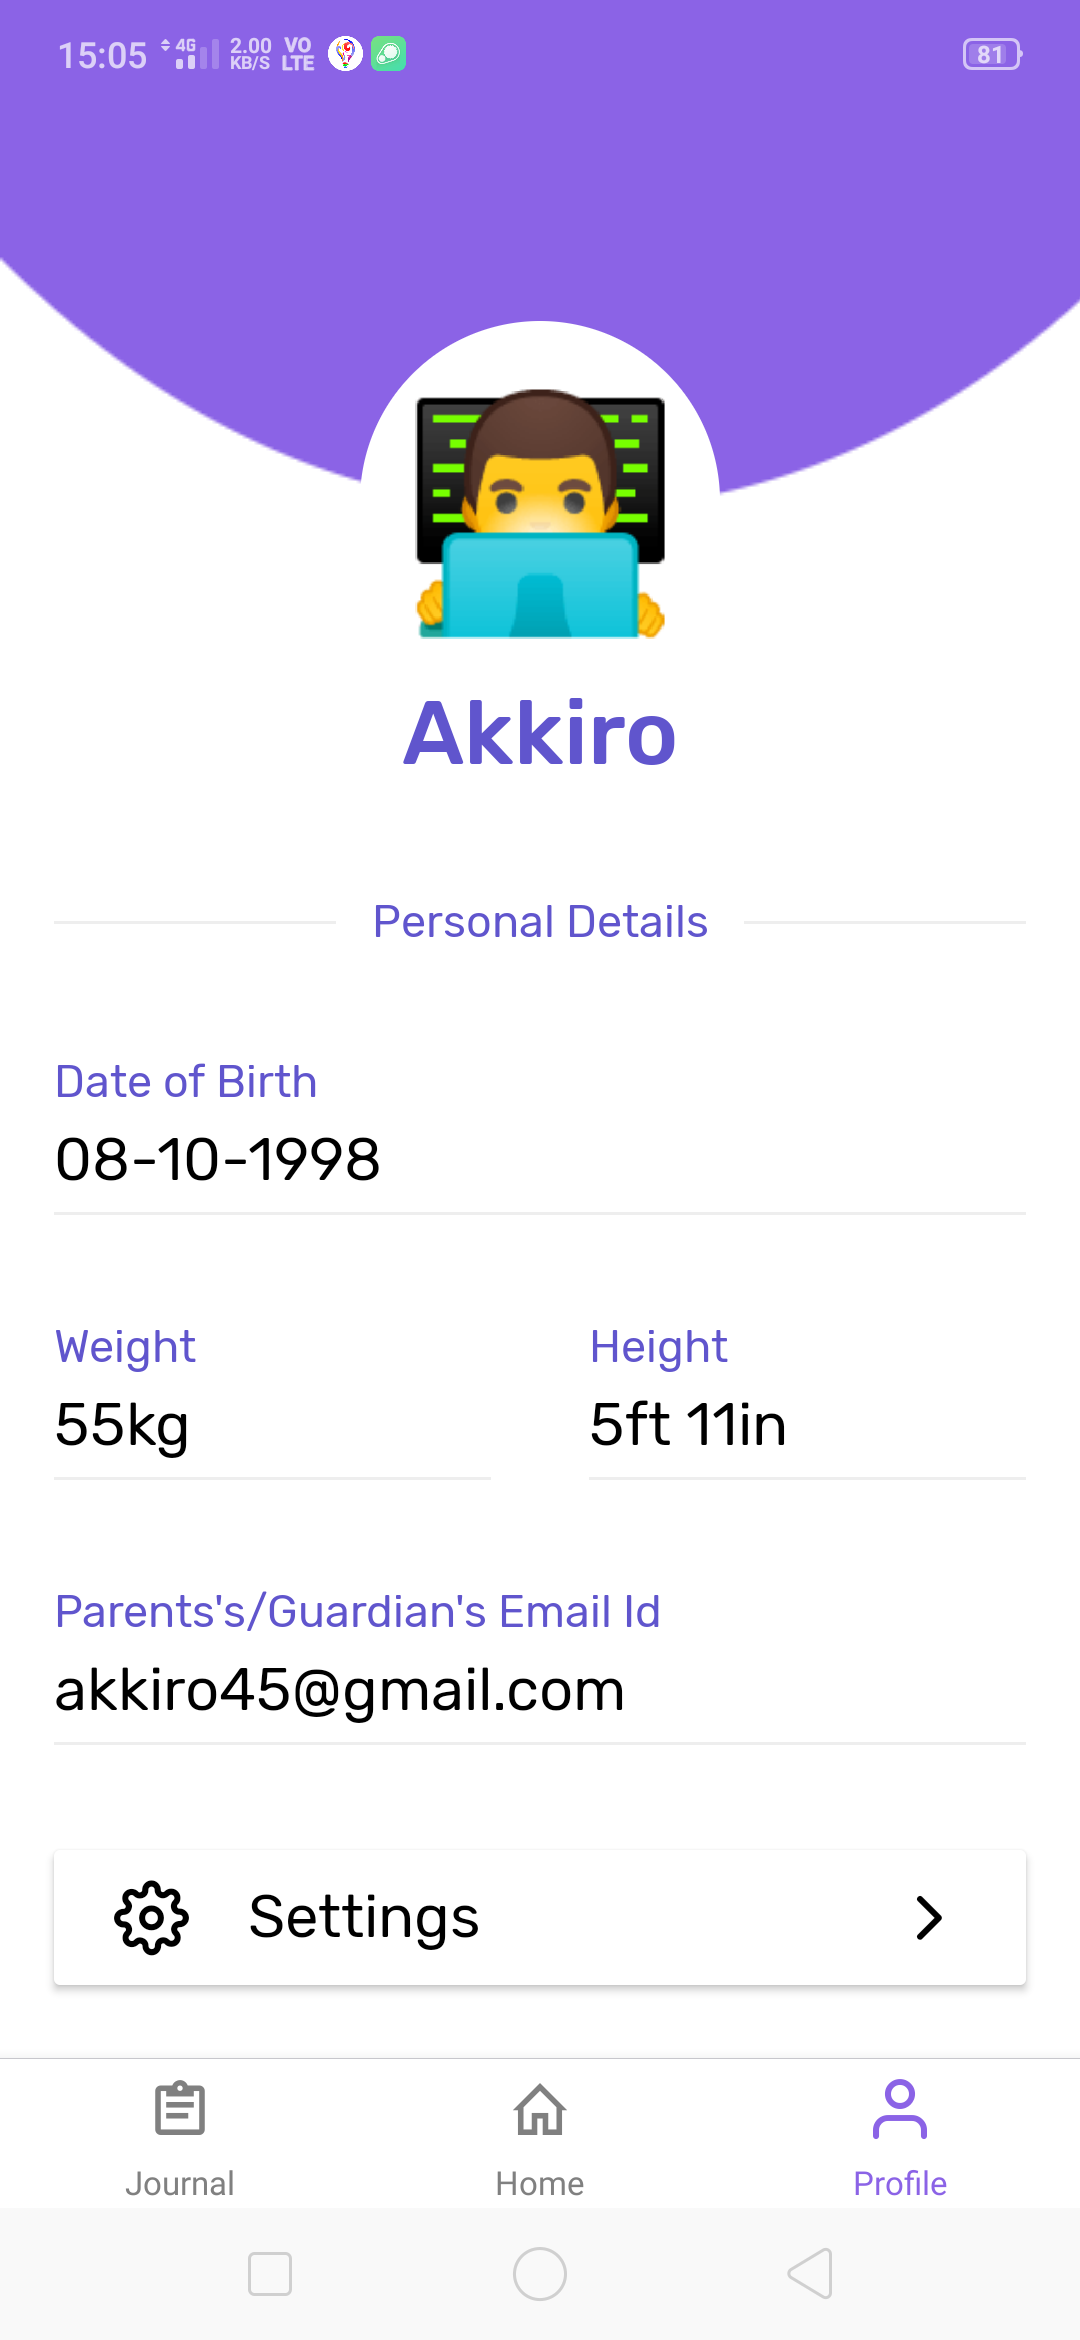 15:05 4G 2.00 KB/S VO LTE 81
Akkiro
Personal Details
Date of Birth
08-10-1998
Weight Height
55kg 5ft 11in
Parents's/Guardian's Email Id
akkiro45@gmail.com
Settings
Journal Home Profile